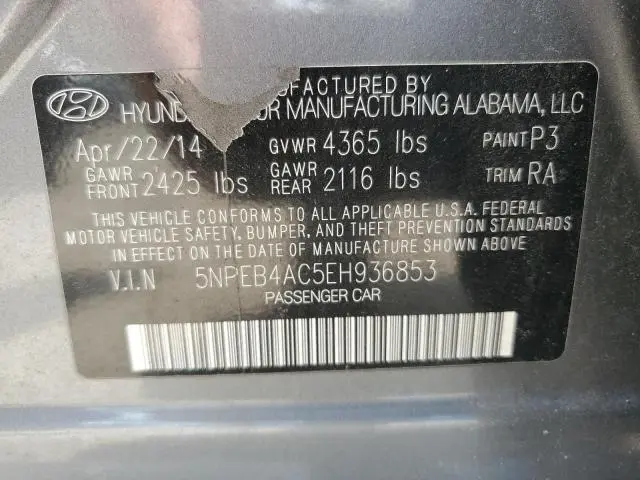 ACTURED BY
HYUND OR MANUFACTURING ALABAMA, LLC
Apr/22/14 GVWR 4365 lbs PAINT P3
GAWR FRONT 2425 lbs GAWR REAR 2116 lbs TRIM RA
THIS VEHICLE CONFORMS TO ALL APPLICABLE U.S.A. FEDERAL
MOTOR VEHICLE SAFETY, BUMPER, AND THEFT PREVENTION STANDARDS
IN EFFECT ON THE DATE OF MANUFACTURE SHOWN ABOVE.
V.I.N 5NPEB4AC5EH936853
PASSENGER CAR